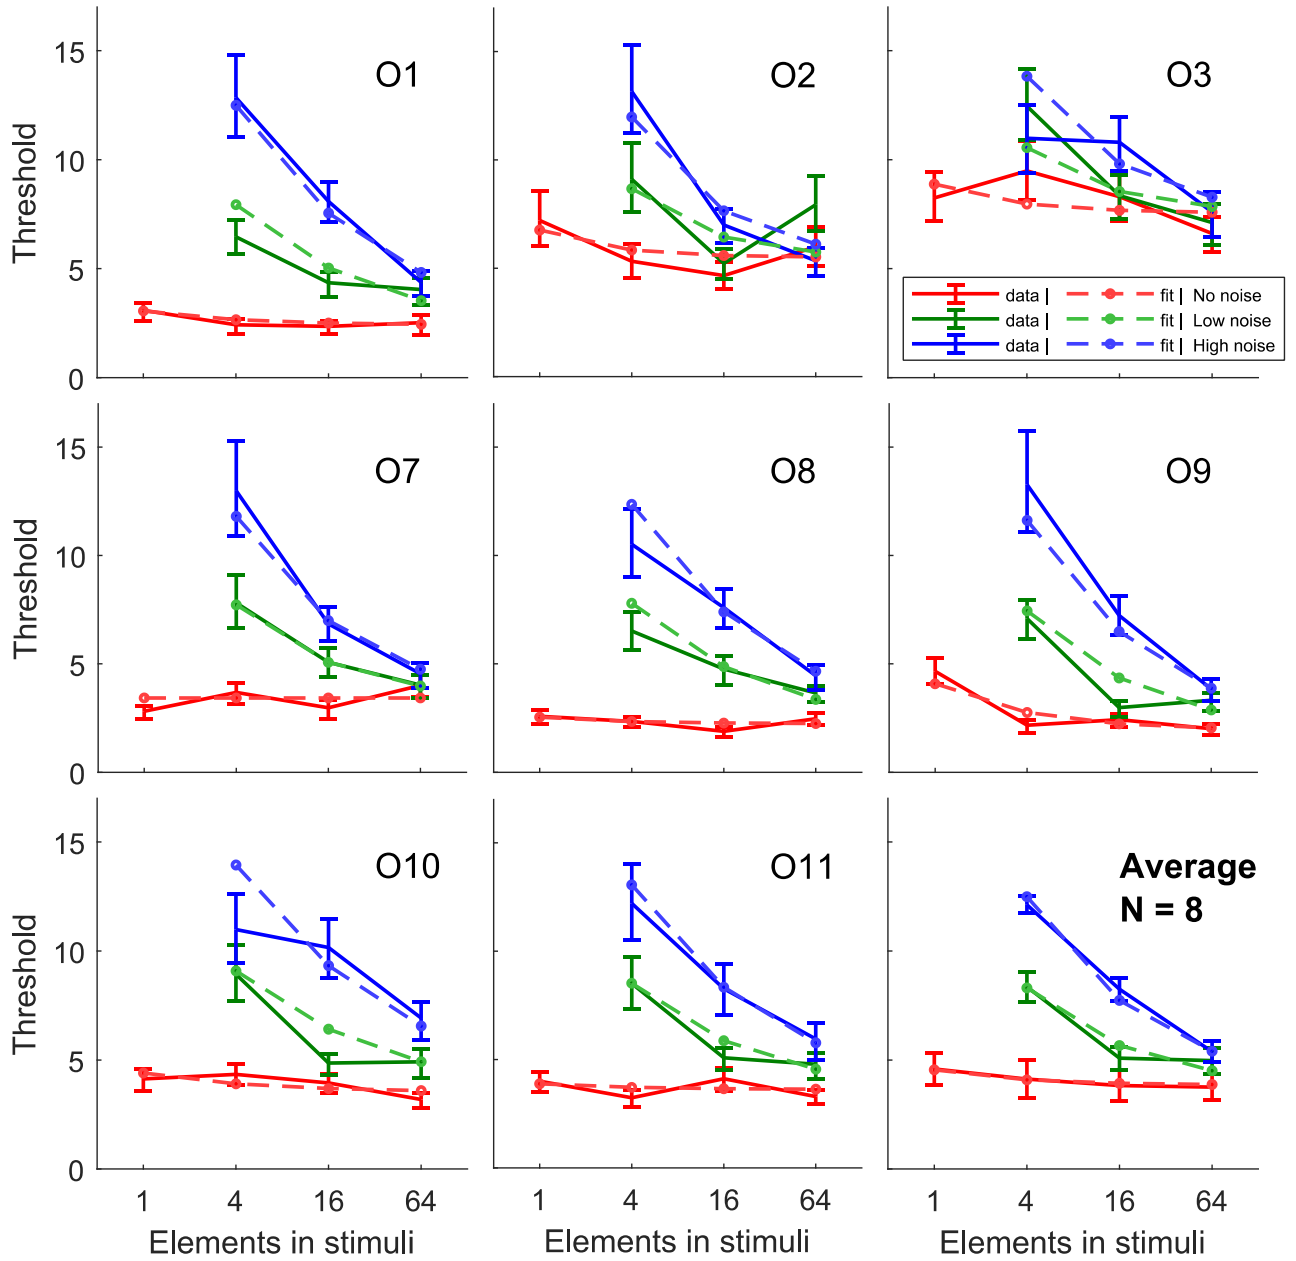 O1
O2
O3
15
10
5
0
Threshold
data | fit | No noise
data | fit | Low noise
data | fit | High noise
O7
O8
O9
15
10
5
0
Threshold
O10
O11
Average
N = 8
15
10
5
0
Threshold
1 4 16 64
1 4 16 64
1 4 16 64
Elements in stimuli
Elements in stimuli
Elements in stimuli